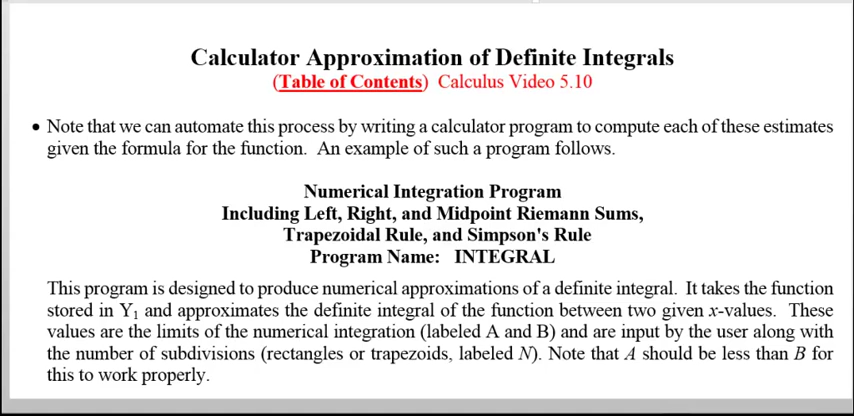 Calculator Approximation of Definite Integrals
(Table of Contents) Calculus Video 5.10
• Note that we can automate this process by writing a calculator program to compute each of these estimates
given the formula for the function. An example of such a program follows.
Numerical Integration Program
Including Left, Right, and Midpoint Riemann Sums,
Trapezoidal Rule, and Simpson's Rule
Program Name: INTEGRAL
This program is designed to produce numerical approximations of a definite integral. It takes the function
stored in Y₁ and approximates the definite integral of the function between two given x-values. These
values are the limits of the numerical integration (labeled A and B) and are input by the user along with
the number of subdivisions (rectangles or trapezoids, labeled N). Note that A should be less than B for
this to work properly.